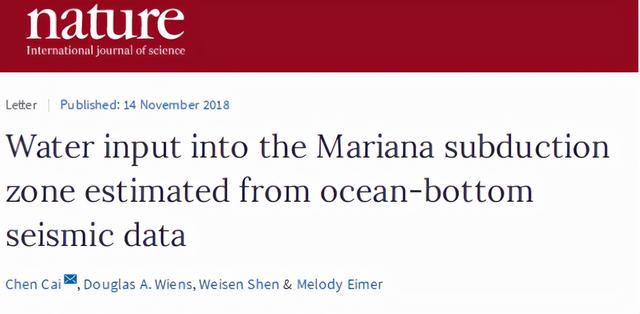 nature
International journal of science
Letter | Published: 14 November 2018
Water input into the Mariana subduction
zone estimated from ocean-bottom
seismic data
Chen Cai, Douglas A. Wiens, Weisen Shen & Melody Eimer